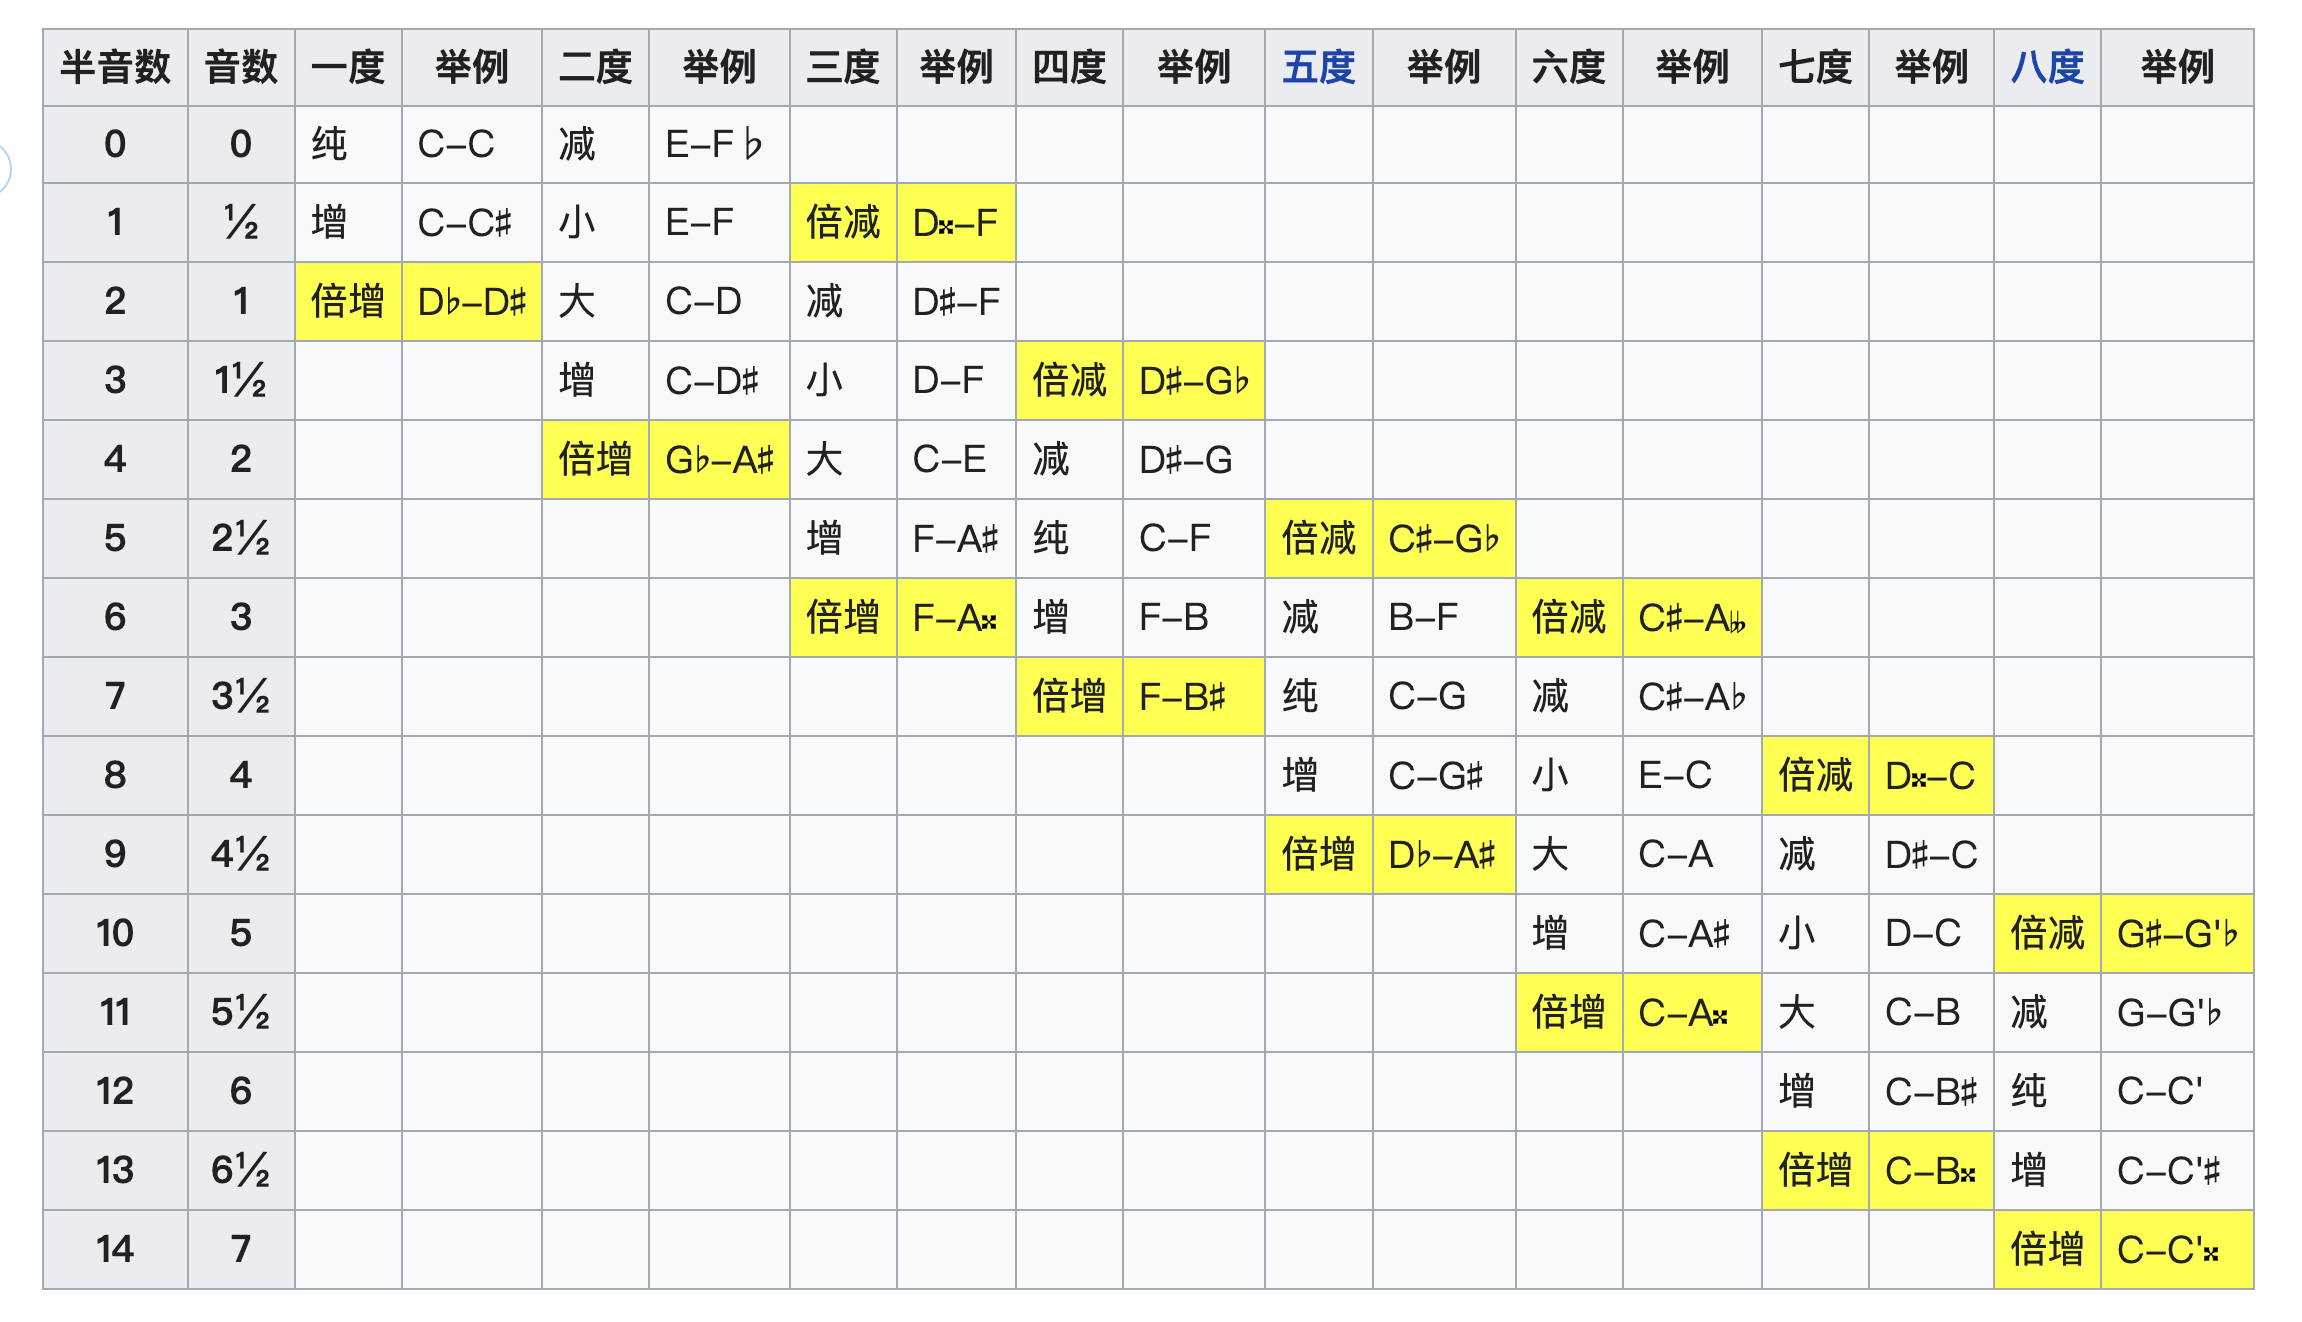 半音数 音数 一度 举例 二度 举例 三度 举例 四度 举例 五度 举例 六度 举例 七度 举例 八度 举例
0 0 纯 C–C 减 E–F♭
1 ½ 增 C–C♯ 小 E–F 倍减 D𝄪–F
2 1 倍增 D♭–D♯ 大 C–D 减 D♯–F
3 1½ 增 C–D♯ 小 D–F 倍减 D♯–G♭
4 2 倍增 G♭–A♯ 大 C–E 减 D♯–G
5 2½ 增 F–A♯ 纯 C–F 倍减 C♯–G♭
6 3 倍增 F–A𝄪 增 F–B 减 B–F 倍减 C♯–A𝄫
7 3½ 倍增 F–B♯ 纯 C–G 减 C♯–A♭
8 4 增 C–G♯ 小 E–C 倍减 D𝄪–C
9 4½ 倍增 D♭–A♯ 大 C–A 减 D♯–C
10 5 增 C–A♯ 小 D–C 倍减 G♯–G'♭
11 5½ 倍增 C–A𝄪 大 C–B 减 G–G'♭
12 6 增 C–B♯ 纯 C–C'
13 6½ 倍增 C–B𝄪 增 C–C'♯
14 7 倍增 C–C'𝄪